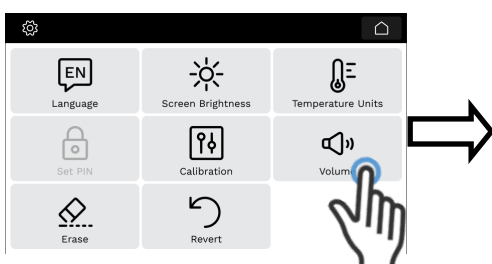 EN
Language
Screen Brightness
Temperature Units
Set PIN
Calibration
Volume
Erase
Revert